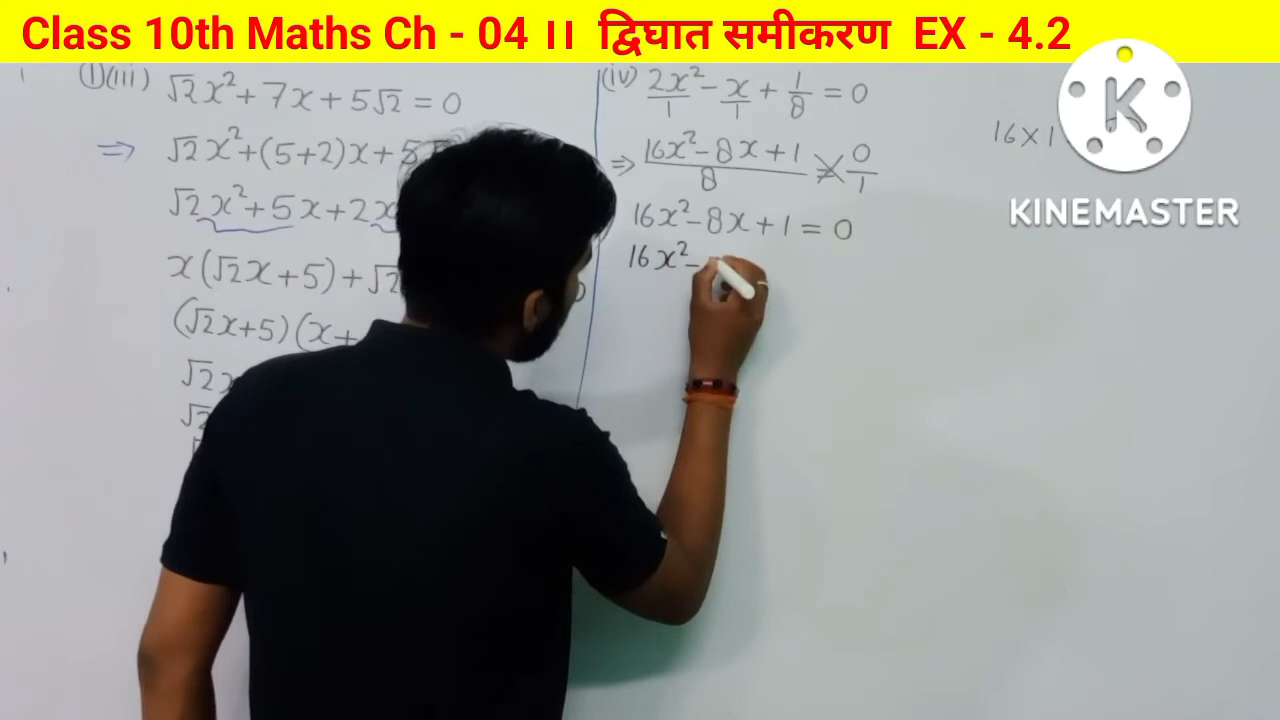 Class 10th Maths Ch - 04 ।। द्विघात समीकरण EX - 4.2
(1)(iii) √2x² + 7x + 5√2 = 0
⇒ √2x² + (5+2)x + 5
√2x² + 5x + 2x
x(√2x + 5) + √2
(√2x + 5)(x +
√2x
√2
(iv) 2x²/1 - x/1 + 1/8 = 0
⇒ 16x² - 8x + 1 / 8 = 0/1
16x² - 8x + 1 = 0
16x² -
16 × 1
K
KINEMASTER